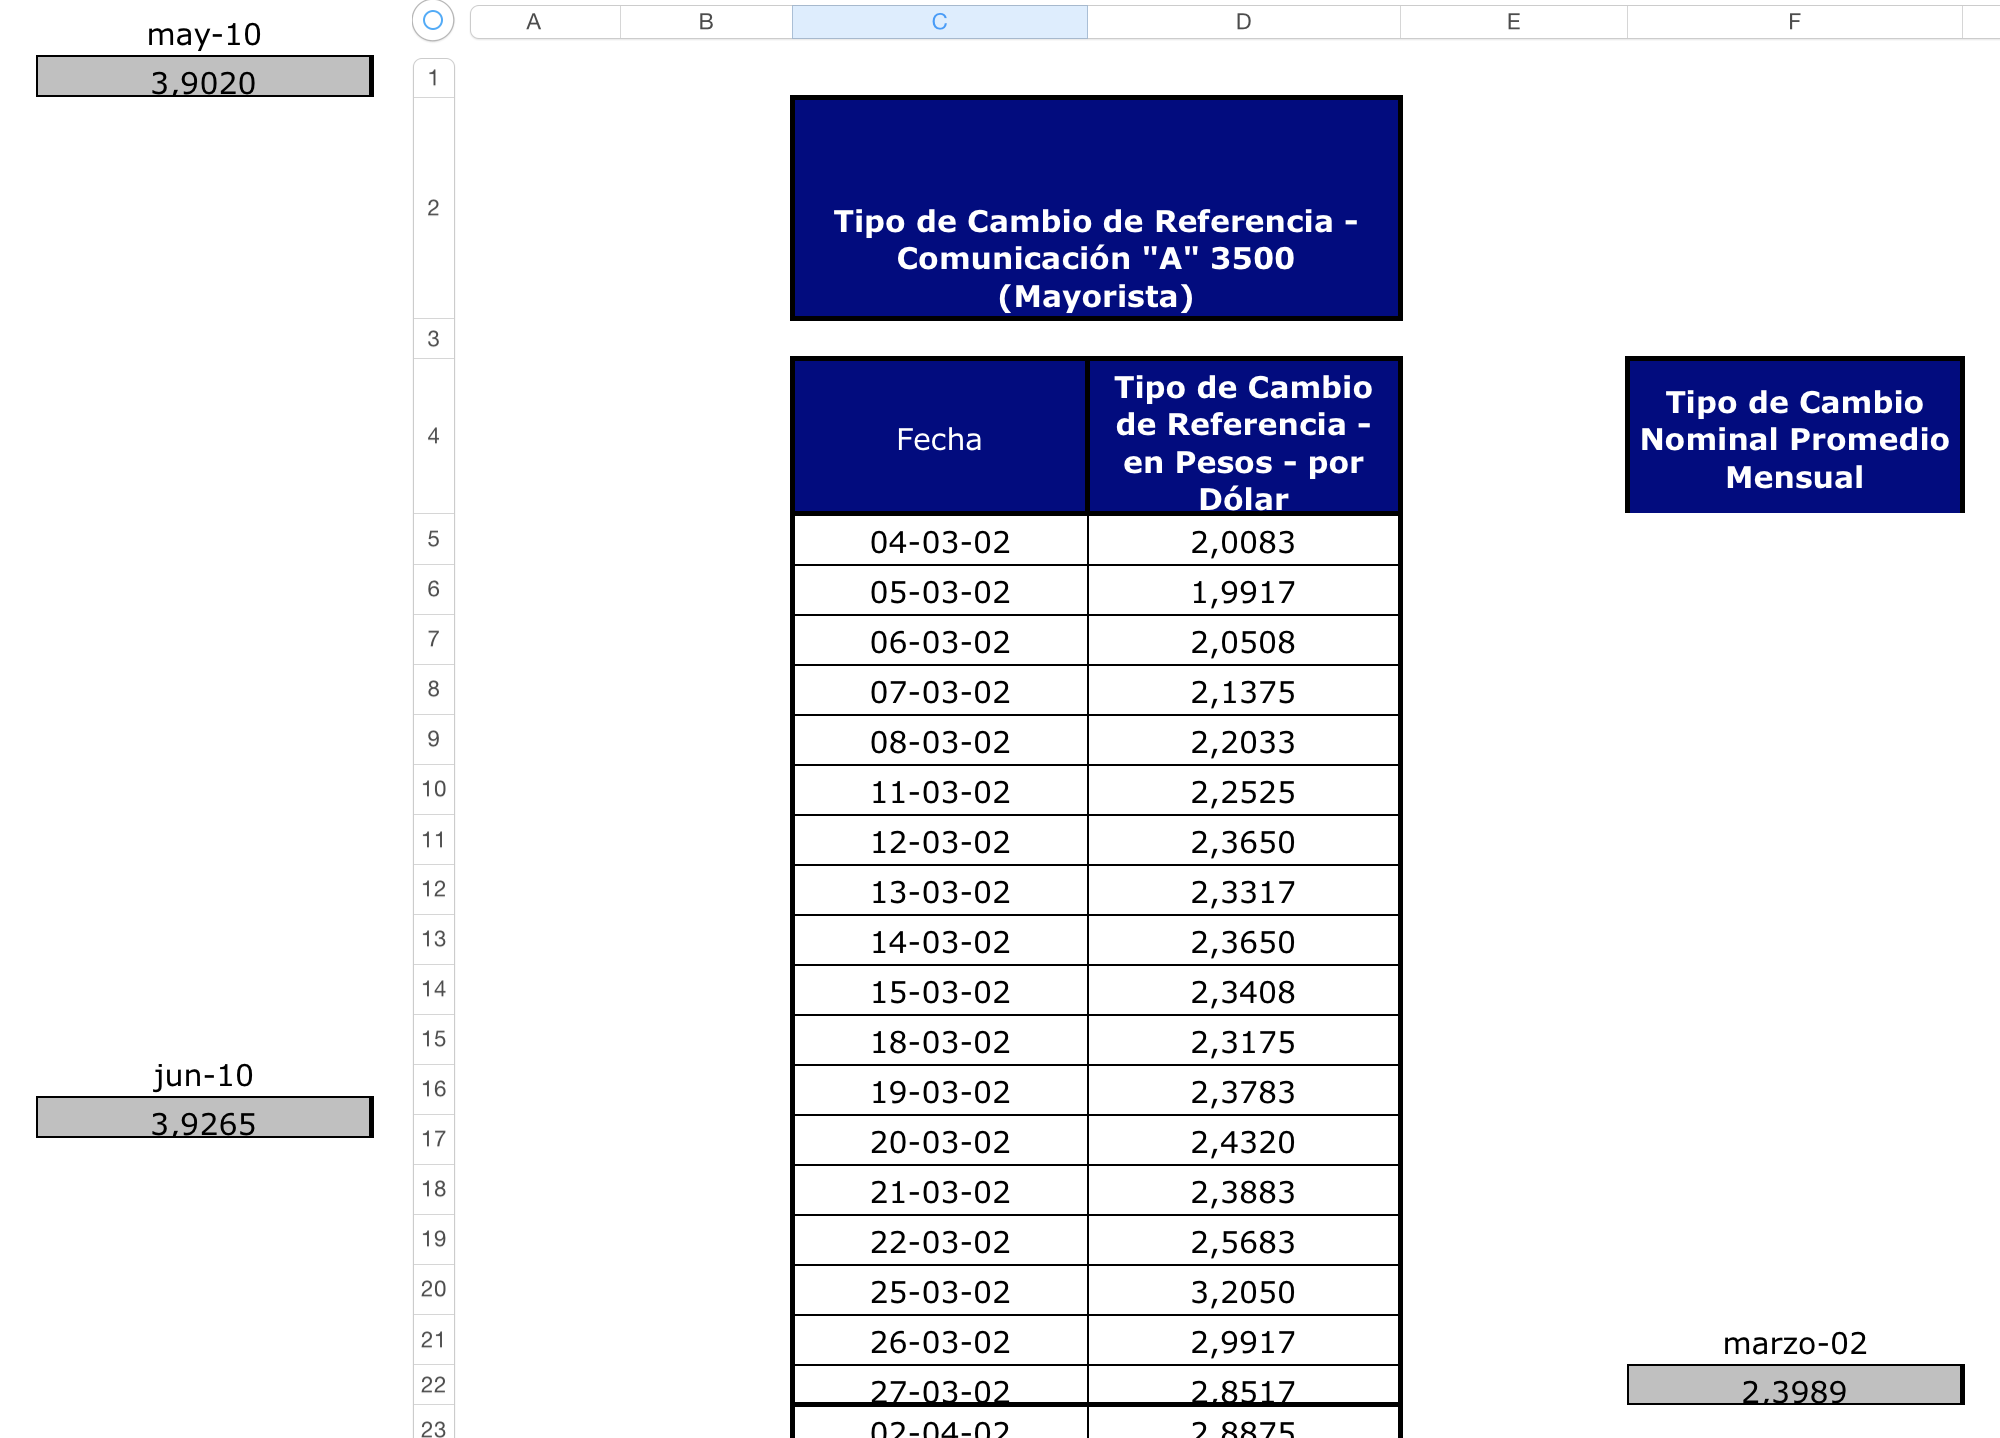 may-10
3,9020
jun-10
3,9265
A B C D E F
1
2
Tipo de Cambio de Referencia -
Comunicación "A" 3500
(Mayorista)
3
4
Fecha
Tipo de Cambio
de Referencia -
en Pesos - por
Dólar
Tipo de Cambio
Nominal Promedio
Mensual
5 04-03-02 2,0083
6 05-03-02 1,9917
7 06-03-02 2,0508
8 07-03-02 2,1375
9 08-03-02 2,2033
10 11-03-02 2,2525
11 12-03-02 2,3650
12 13-03-02 2,3317
13 14-03-02 2,3650
14 15-03-02 2,3408
15 18-03-02 2,3175
16 19-03-02 2,3783
17 20-03-02 2,4320
18 21-03-02 2,3883
19 22-03-02 2,5683
20 25-03-02 3,2050
21 26-03-02 2,9917 marzo-02
22 27-03-02 2,8517 2,3989
23 02-04-02 2,8875